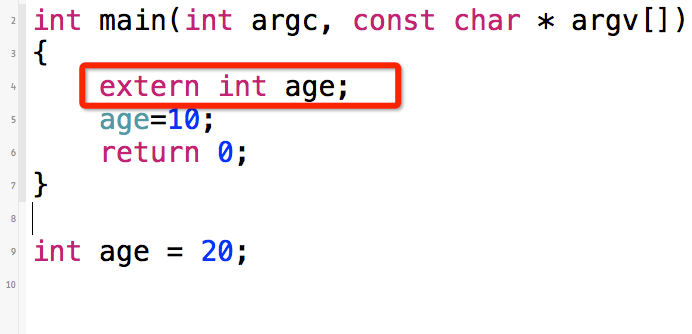 2 int main(int argc, const char * argv[])
3 {
4     extern int age;
5     age=10;
6     return 0;
7 }
8
9 int age = 20;
10